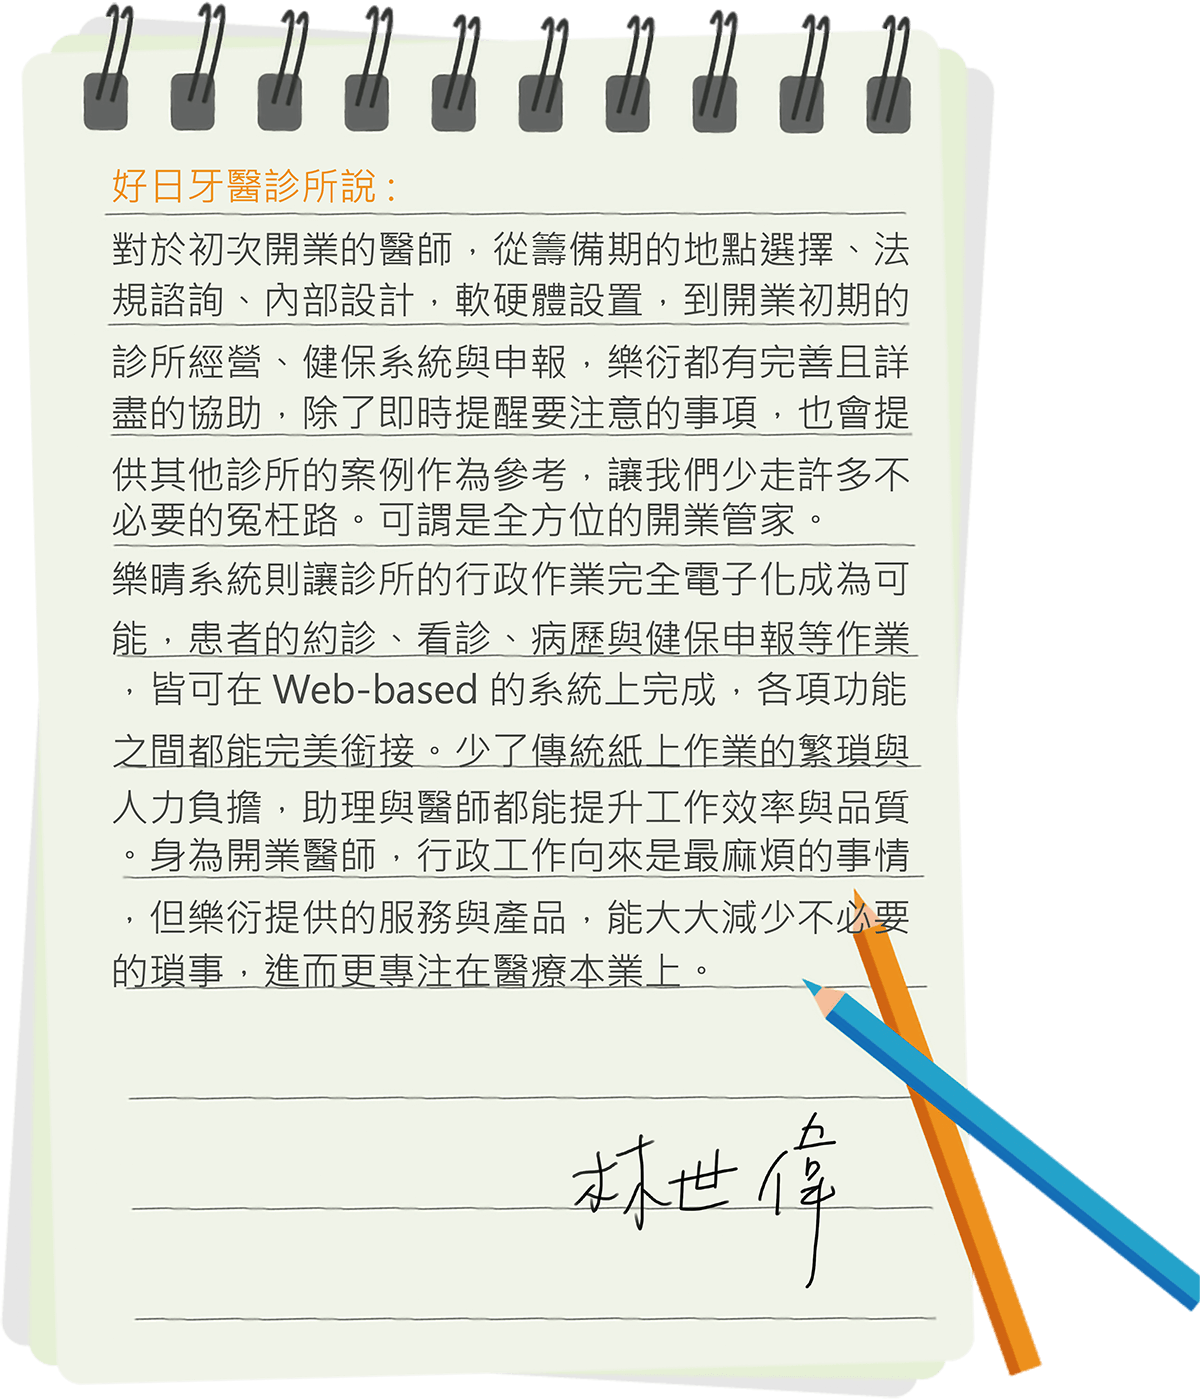 好日牙醫診所說：
對於初次開業的醫師，從籌備期的地點選擇、法
規諮詢、內部設計，軟硬體設置，到開業初期的
診所經營、健保系統與申報，樂衍都有完善且詳
盡的協助，除了即時提醒要注意的事項，也會提
供其他診所的案例作為參考，讓我們少走許多不
必要的冤枉路。可謂是全方位的開業管家。
樂晴系統則讓診所的行政作業完全電子化成為可
能，患者的約診、看診、病歷與健保申報等作業
，皆可在 Web-based 的系統上完成，各項功能
之間都能完美銜接。少了傳統紙上作業的繁瑣與
人力負擔，助理與醫師都能提升工作效率與品質
。身為開業醫師，行政工作向來是最麻煩的事情
，但樂衍提供的服務與產品，能大大減少不必要
的瑣事，進而更專注在醫療本業上。
林世偉